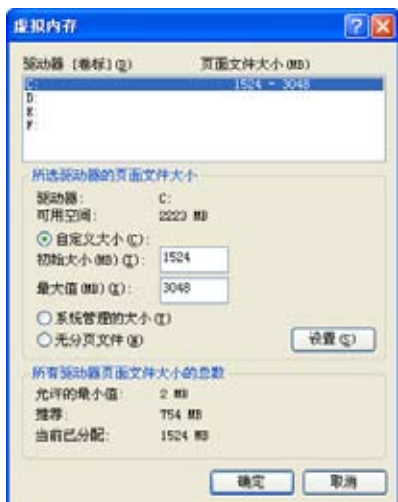 虚拟内存
驱动器 [卷标](D) 页面文件大小(MB)
C: 1524 - 3048
D:
E:
F:
所选驱动器的页面文件大小
驱动器: C:
可用空间: 2223 MB
自定义大小(C):
初始大小(MB)(I): 1524
最大值(MB)(X): 3048
系统管理的大小(Y)
无分页文件(N)
设置(S)
所有驱动器页面文件大小的总数
允许的最小值: 2 MB
推荐: 754 MB
当前已分配: 1524 MB
确定 取消